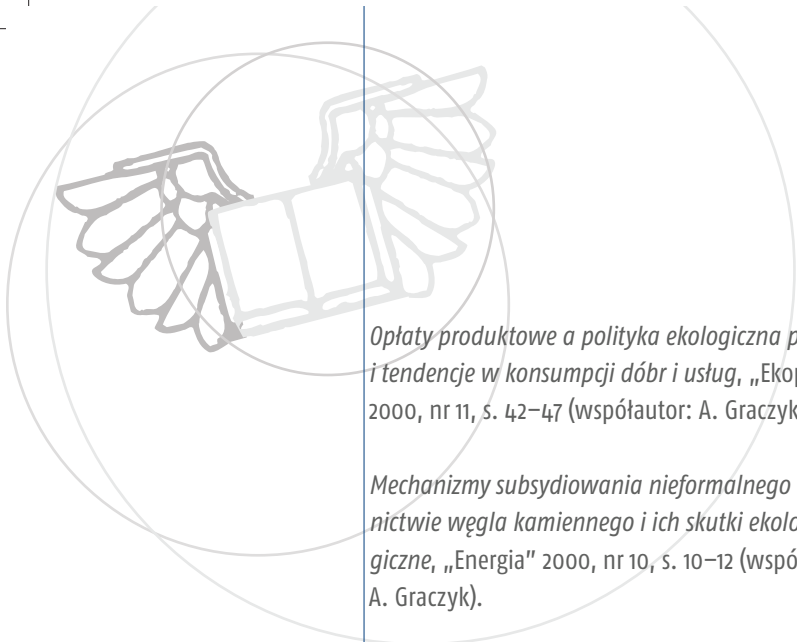 Opłaty produktowe a polityka ekologiczna
i tendencje w konsumpcji dóbr i usług, „Ekop
2000, nr 11, s. 42–47 (współautor: A. Graczyk
Mechanizmy subsydiowania nieformalnego
nictwie węgla kamiennego i ich skutki ekolo
giczne, „Energia” 2000, nr 10, s. 10–12 (wspó
A. Graczyk).